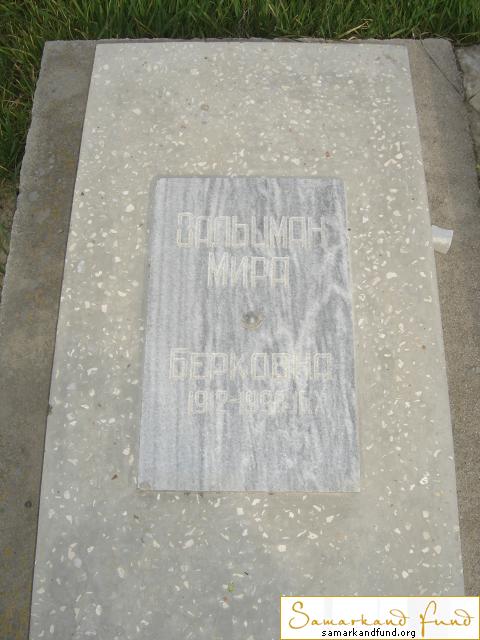 Зальцман
Мира
Берковна
Samarkand Fund
samarkandfund.org